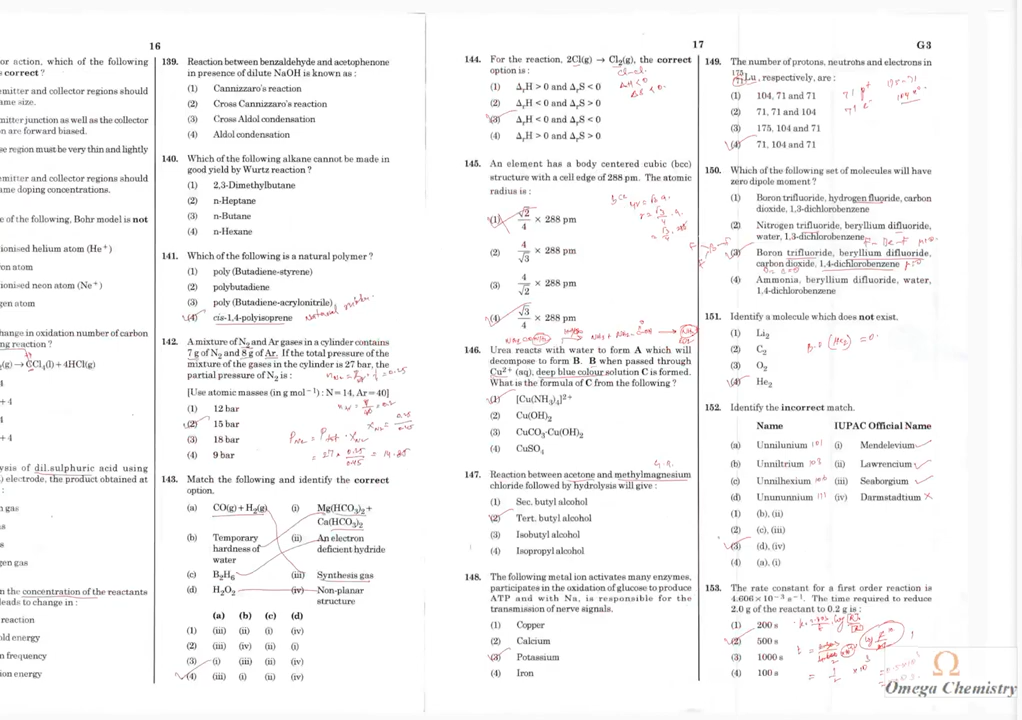 16
or action, which of the following
s correct ?
emitter and collector regions should
ame size.
mitter junction as well as the collector
n are forward biased.
se region must be very thin and lightly
emitter and collector regions should
ame doping concentrations.
e of the following, Bohr model is not
ionised helium atom (He+)
ron atom
ionised neon atom (Ne+)
gen atom
hange in oxidation number of carbon
ng reaction ?
(g) → CCl4(l) + 4HCl(g)
4
+ 4
4
+ 4
ysis of dil.sulphuric acid using
) electrode, the product obtained at
:
n gas
gen gas
n the concentration of the reactants
leads to change in :
reaction
old energy
n frequency
ion energy
139. Reaction between benzaldehyde and acetophenone
in presence of dilute NaOH is known as :
(1) Cannizzaro's reaction
(2) Cross Cannizzaro's reaction
(3) Cross Aldol condensation
(4) Aldol condensation
140. Which of the following alkane cannot be made in
good yield by Wurtz reaction ?
(1) 2,3-Dimethylbutane
(2) n-Heptane
(3) n-Butane
(4) n-Hexane
141. Which of the following is a natural polymer ?
(1) poly (Butadiene-styrene)
(2) polybutadiene
(3) poly (Butadiene-acrylonitrile)
(4) cis-1,4-polyisoprene Natural rubber
142. A mixture of N2 and Ar gases in a cylinder contains
7 g of N2 and 8 g of Ar. If the total pressure of the
mixture of the gases in the cylinder is 27 bar, the
partial pressure of N2 is :
[Use atomic masses (in g mol−1) : N = 14, Ar = 40]
(1) 12 bar
(2) 15 bar
(3) 18 bar
(4) 9 bar
143. Match the following and identify the correct
option.
(a) CO(g) + H2(g) (i) Mg(HCO3)2 +
Ca(HCO3)2
(b) Temporary (ii) An electron
hardness of deficient hydride
water
(c) B2H6 (iii) Synthesis gas
(d) H2O2 (iv) Non-planar
structure
(a) (b) (c) (d)
(1) (iii) (ii) (i) (iv)
(2) (iii) (iv) (ii) (i)
(3) (i) (iii) (ii) (iv)
(4) (iii) (i) (ii) (iv)
17
G3
144. For the reaction, 2Cl(g) → Cl2(g), the correct
option is :
(1) ΔrH > 0 and ΔrS < 0
(2) ΔrH < 0 and ΔrS > 0
(3) ΔrH < 0 and ΔrS < 0
(4) ΔrH > 0 and ΔrS > 0
145. An element has a body centered cubic (bcc)
structure with a cell edge of 288 pm. The atomic
radius is :
(1) √2/4 × 288 pm
(2) 4/√3 × 288 pm
(3) 4/√2 × 288 pm
(4) √3/4 × 288 pm
146. Urea reacts with water to form A which will
decompose to form B. B when passed through
Cu2+ (aq), deep blue colour solution C is formed.
What is the formula of C from the following ?
(1) [Cu(NH3)4]2+
(2) Cu(OH)2
(3) CuCO3·Cu(OH)2
(4) CuSO4
147. Reaction between acetone and methylmagnesium
chloride followed by hydrolysis will give :
(1) Sec. butyl alcohol
(2) Tert. butyl alcohol
(3) Isobutyl alcohol
(4) Isopropyl alcohol
148. The following metal ion activates many enzymes,
participates in the oxidation of glucose to produce
ATP and with Na, is responsible for the
transmission of nerve signals.
(1) Copper
(2) Calcium
(3) Potassium
(4) Iron
149. The number of protons, neutrons and electrons in
175 71 Lu, respectively, are :
(1) 104, 71 and 71
(2) 71, 71 and 104
(3) 175, 104 and 71
(4) 71, 104 and 71
150. Which of the following set of molecules will have
zero dipole moment ?
(1) Boron trifluoride, hydrogen fluoride, carbon
dioxide, 1,3-dichlorobenzene
(2) Nitrogen trifluoride, beryllium difluoride,
water, 1,3-dichlorobenzene
(3) Boron trifluoride, beryllium difluoride,
carbon dioxide, 1,4-dichlorobenzene
(4) Ammonia, beryllium difluoride, water,
1,4-dichlorobenzene
151. Identify a molecule which does not exist.
(1) Li2
(2) C2
(3) O2
(4) He2
152. Identify the incorrect match.
Name IUPAC Official Name
(a) Unnilunium 101 (i) Mendelevium
(b) Unniltrium 103 (ii) Lawrencium
(c) Unnilhexium 106 (iii) Seaborgium
(d) Unununnium 111 (iv) Darmstadtium
(1) (b), (ii)
(2) (c), (iii)
(3) (d), (iv)
(4) (a), (i)
153. The rate constant for a first order reaction is
4.606 × 10−3 s−1. The time required to reduce
2.0 g of the reactant to 0.2 g is :
(1) 200 s
(2) 500 s
(3) 1000 s
(4) 100 s
Ω
Omega Chemistry